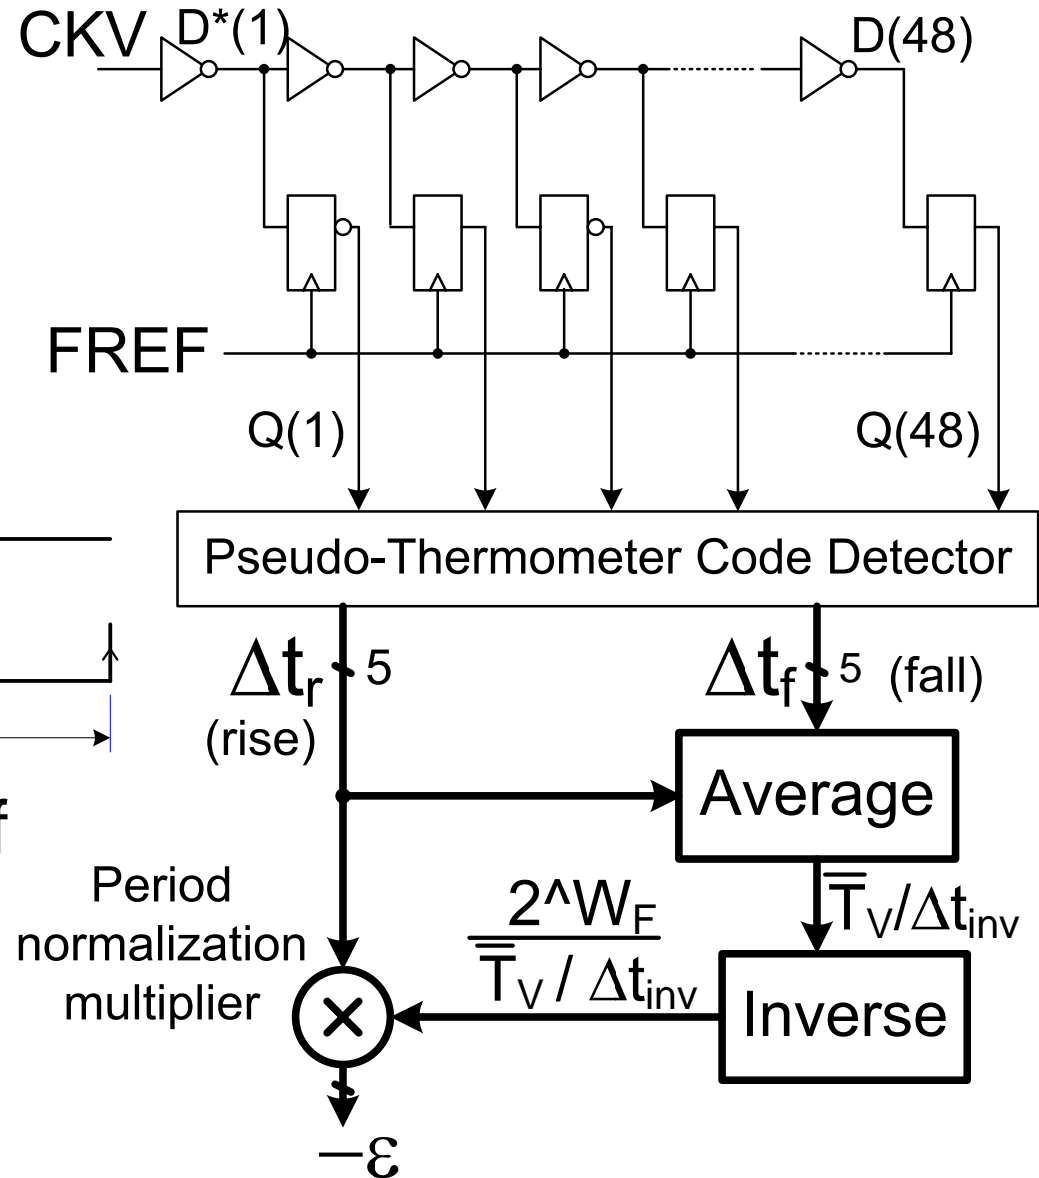 CKV
D*(1)
D(48)
FREF
Q(1)
Q(48)
Pseudo-Thermometer Code Detector
Δtr
5
(rise)
Δtf
5
(fall)
f
Average
Period
normalization
multiplier
2^WF
T̅V / Δtinv
T̅V/Δtinv
Inverse
−ε